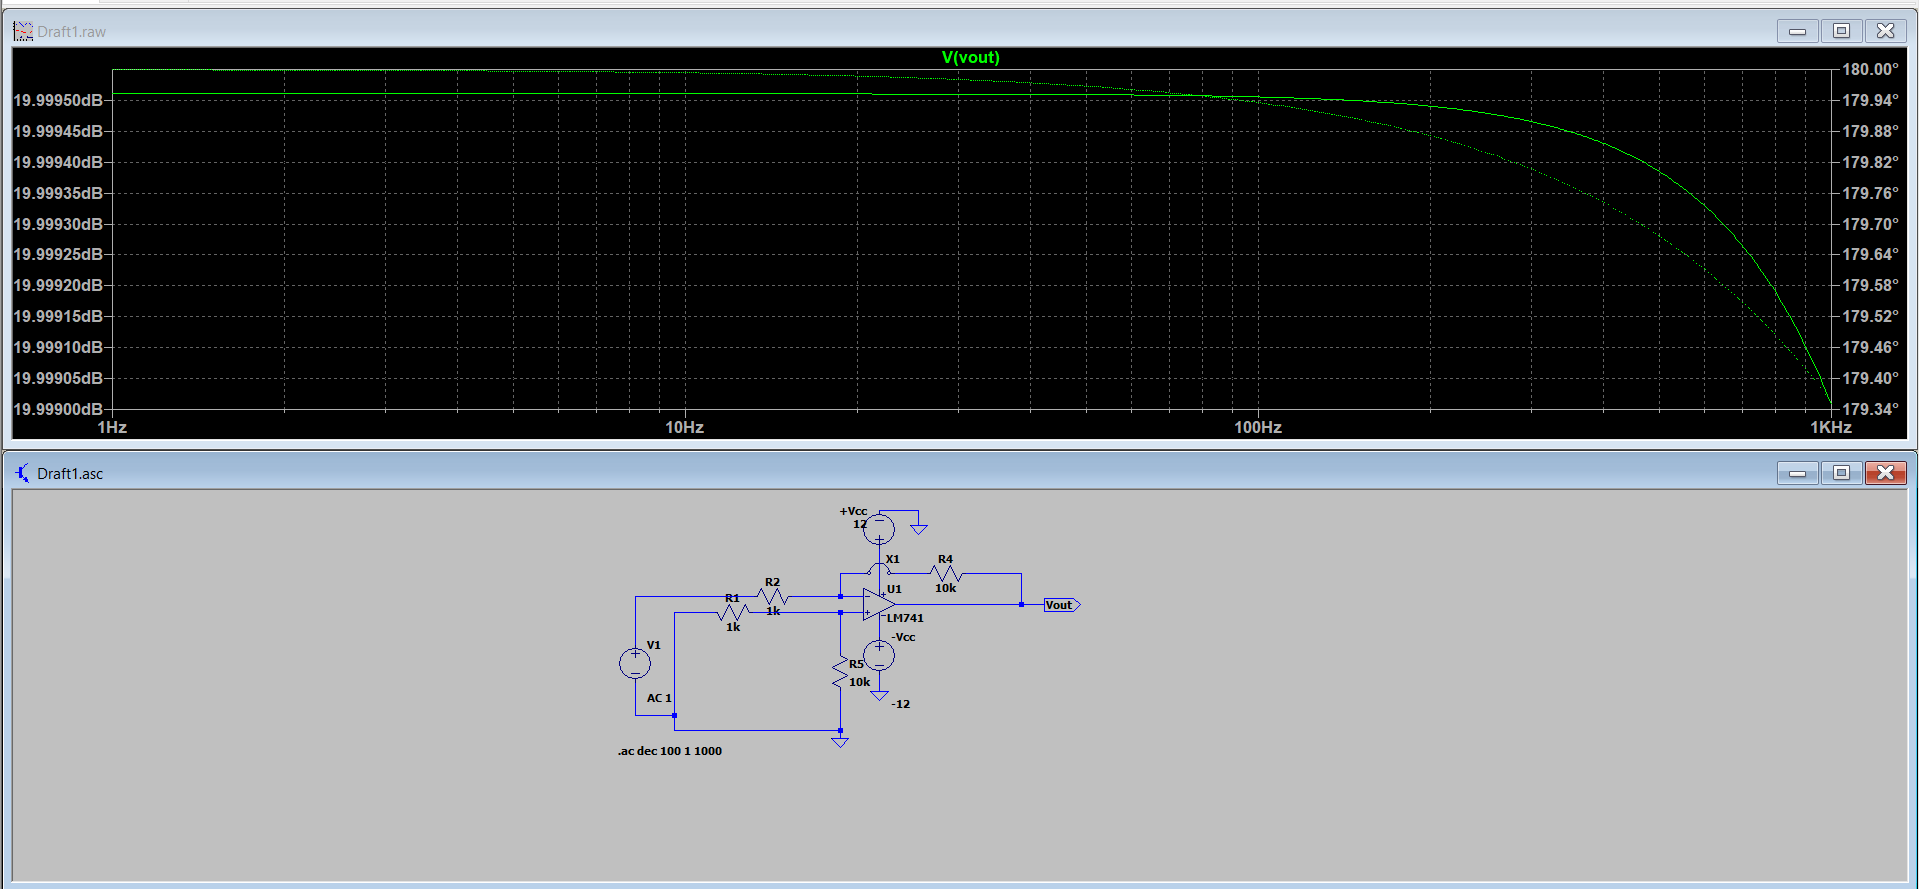 Draft1.raw
V(vout)
19.99950dB
19.99945dB
19.99940dB
19.99935dB
19.99930dB
19.99925dB
19.99920dB
19.99915dB
19.99910dB
19.99905dB
19.99900dB
180.00°
179.94°
179.88°
179.82°
179.76°
179.70°
179.64°
179.58°
179.52°
179.46°
179.40°
179.34°
1Hz 10Hz 100Hz 1KHz
Draft1.asc
+Vcc
12
X1
R4
10k
R2
1k
R1
1k
U1
LM741
Vout
-Vcc
V1
R5
10k
AC 1
-12
.ac dec 100 1 1000